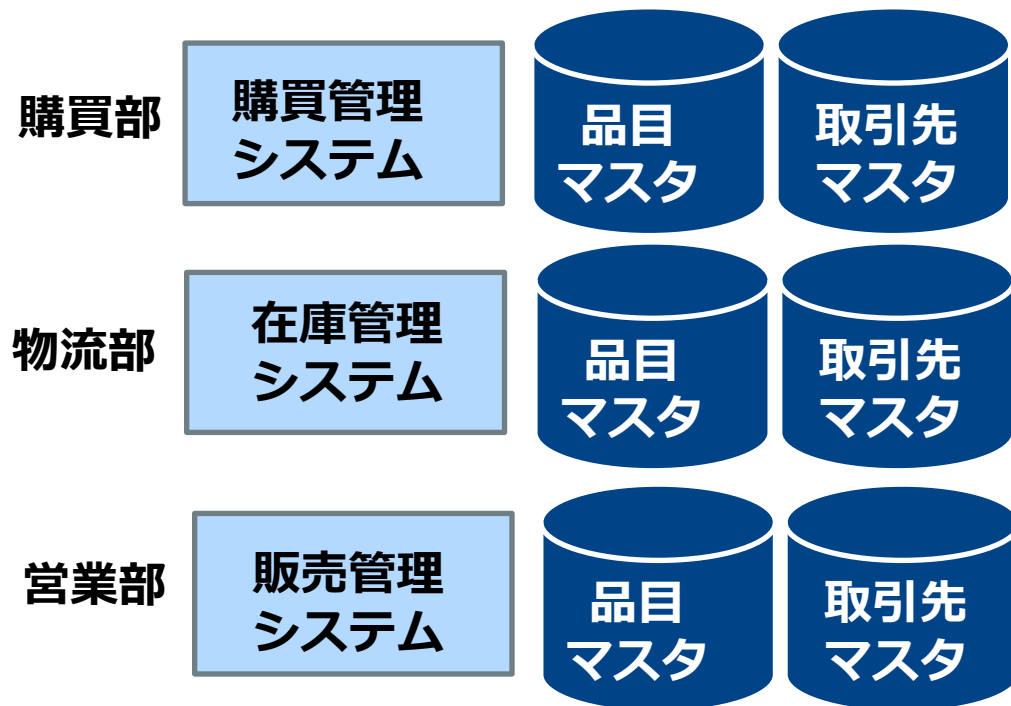 購買部
購買管理
システム
品目
マスタ
取引先
マスタ
物流部
在庫管理
システム
品目
マスタ
取引先
マスタ
営業部
販売管理
システム
品目
マスタ
取引先
マスタ